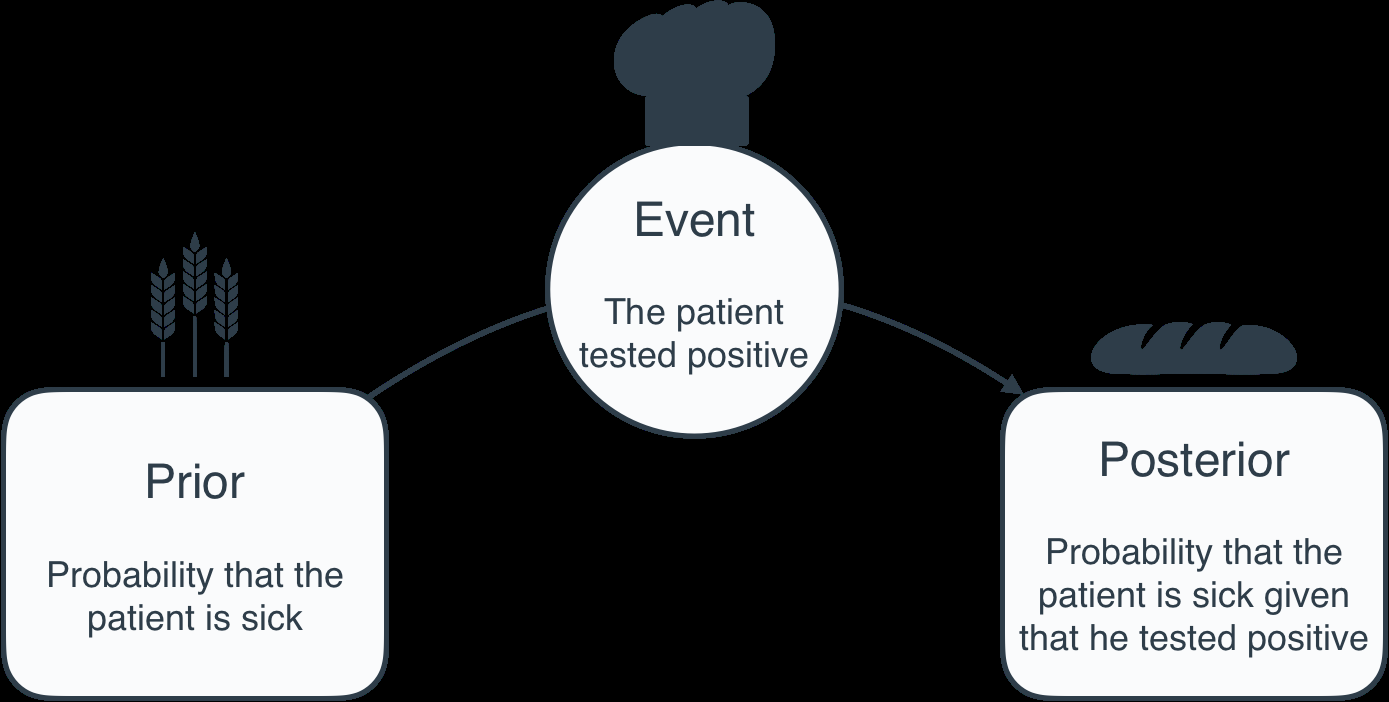 Event
The patient
tested positive
Prior
Probability that the
patient is sick
Posterior
Probability that the
patient is sick given
that he tested positive